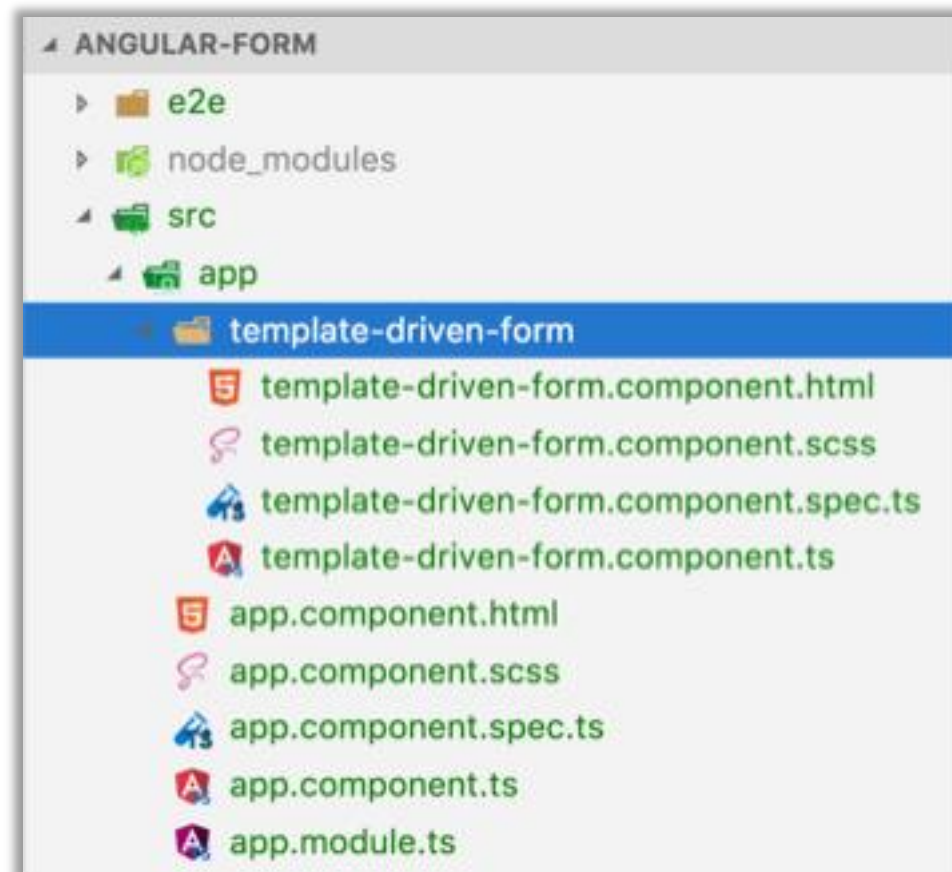 ANGULAR-FORM
e2e
node_modules
src
app
template-driven-form
template-driven-form.component.html
template-driven-form.component.scss
template-driven-form.component.spec.ts
template-driven-form.component.ts
app.component.html
app.component.scss
app.component.spec.ts
app.component.ts
app.module.ts